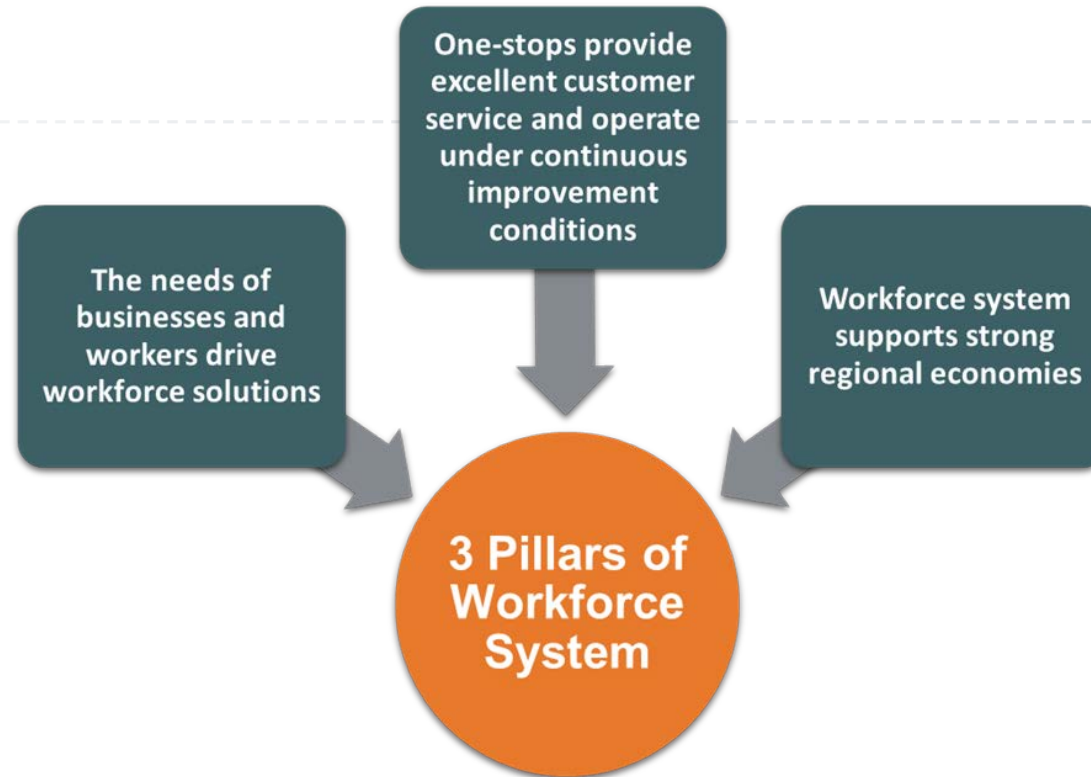 One-stops provide
excellent customer
service and operate
under continuous
improvement
conditions
The needs of
businesses and
workers drive
workforce solutions
Workforce system
supports strong
regional economies
3 Pillars of
Workforce
System